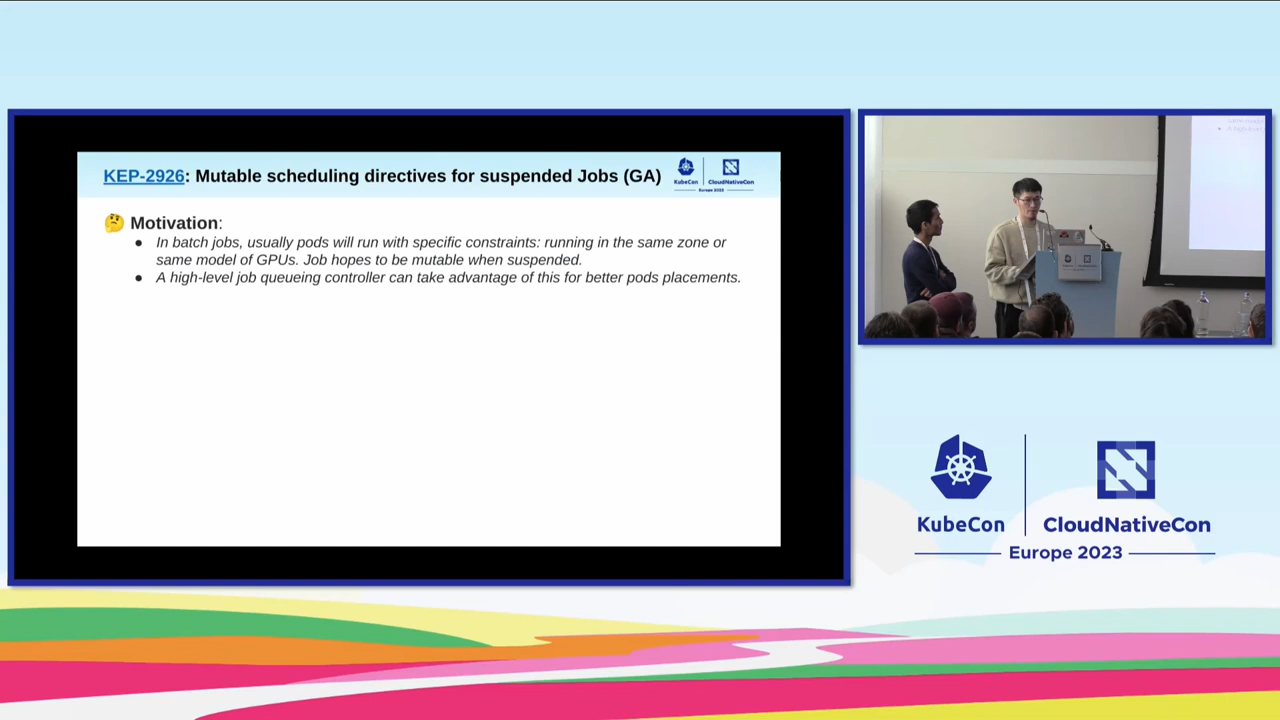 KEP-2926: Mutable scheduling directives for suspended Jobs (GA)
KubeCon
CloudNativeCon
Europe 2023
🤔 Motivation:
● In batch jobs, usually pods will run with specific constraints: running in the same zone or
same model of GPUs. Job hopes to be mutable when suspended.
● A high-level job queueing controller can take advantage of this for better pods placements.
KubeCon
CloudNativeCon
Europe 2023